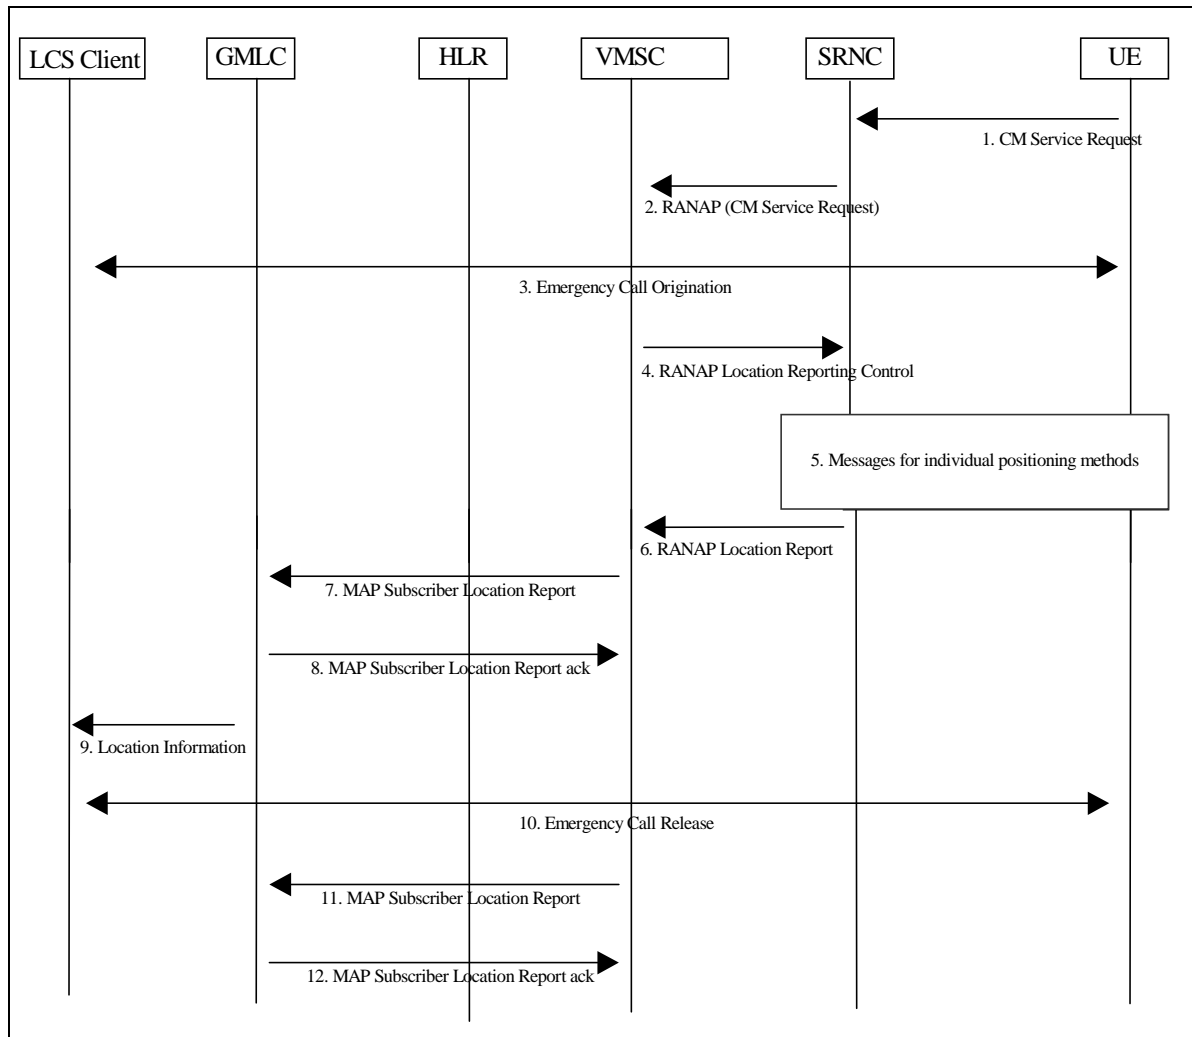 LCS Client
GMLC
HLR
VMSC
SRNC
UE
1. CM Service Request
2. RANAP (CM Service Request)
3. Emergency Call Origination
4. RANAP Location Reporting Control
5. Messages for individual positioning methods
6. RANAP Location Report
7. MAP Subscriber Location Report
8. MAP Subscriber Location Report ack
9. Location Information
10. Emergency Call Release
11. MAP Subscriber Location Report
12. MAP Subscriber Location Report ack